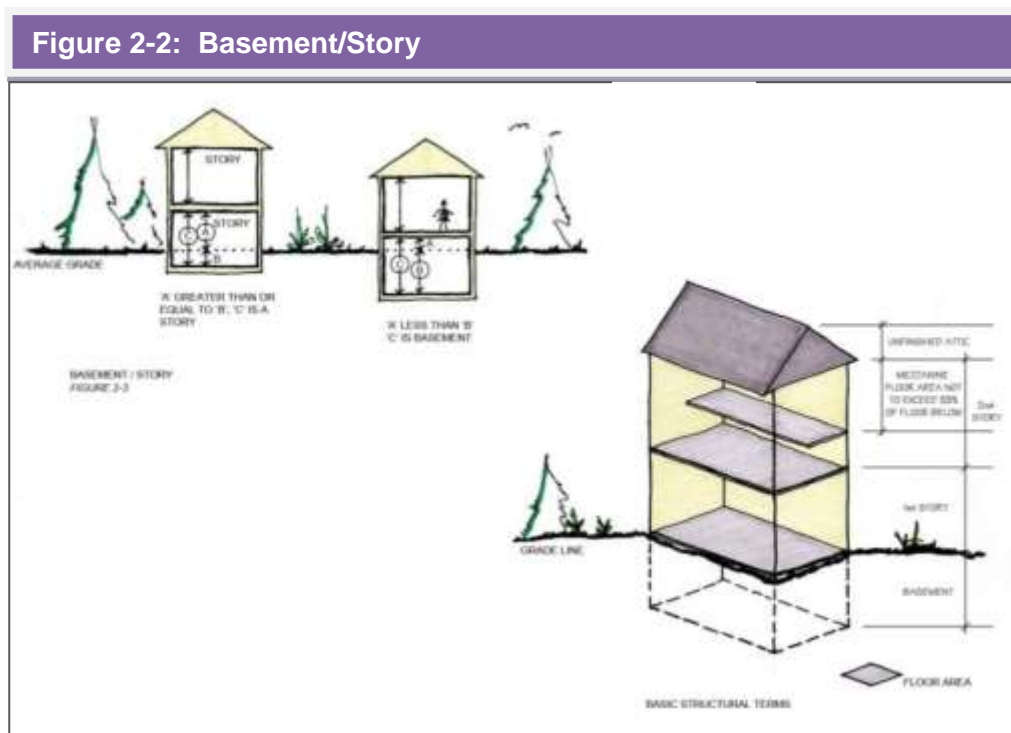 Figure 2-2: Basement/Story
STORY
STORY
C
A
B
AVERAGE GRADE
'A' GREATER THAN OR
EQUAL TO 'B', 'C' IS A
STORY
A
C
B
'A' LESS THAN 'B'
'C' IS BASEMENT
BASEMENT / STORY
FIGURE 2-3
UNFINISHED ATTIC
MEZZANINE
FLOOR AREA NOT
TO EXCEED
OF FLOOR BELOW
2nd
STOREY
1st STORY
GRADE LINE
BASEMENT
FLOOR AREA
BASIC STRUCTURAL TERMS